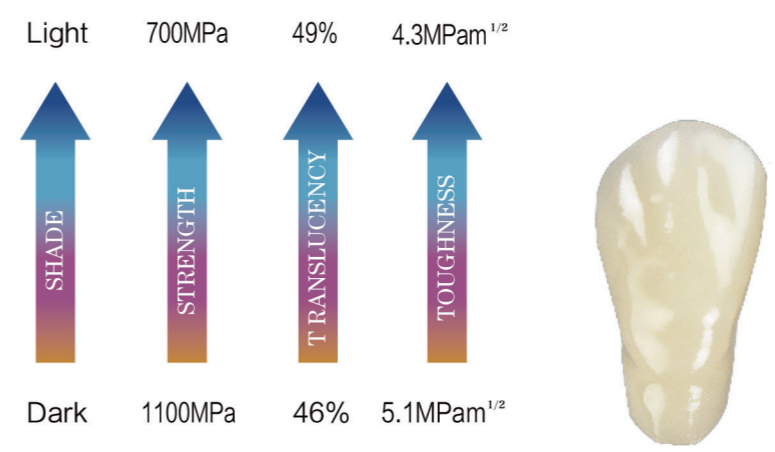 Light 700MPa 49% 4.3MPam¹/²
SHADE
STRENGTH
T RANSLUCENCY
TOUGHNESS
Dark 1100MPa 46% 5.1MPam¹/²